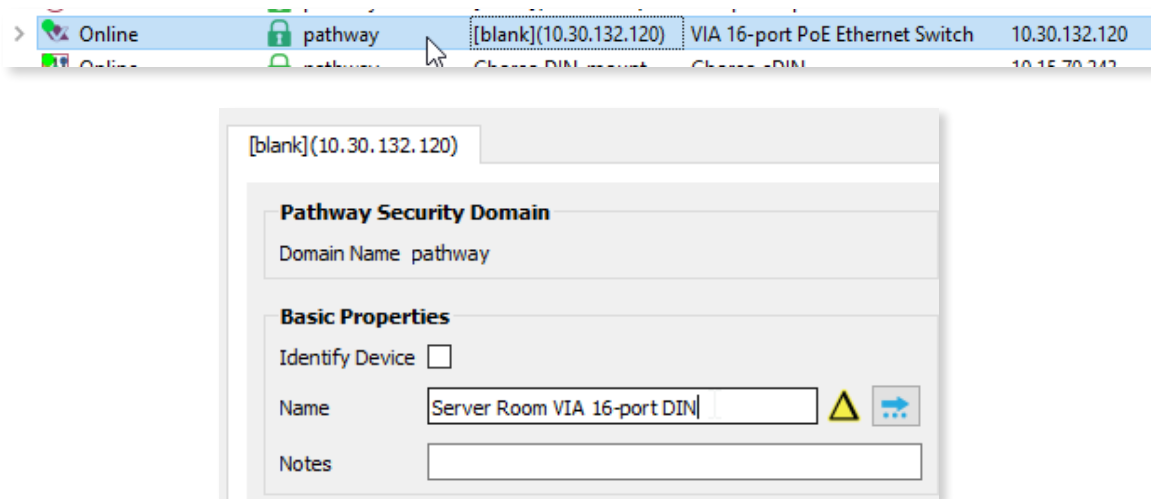 Online pathway [blank](10.30.132.120) VIA 16-port PoE Ethernet Switch 10.30.132.120
[blank](10.30.132.120)
Pathway Security Domain
Domain Name pathway
Basic Properties
Identify Device
Name Server Room VIA 16-port DIN
Notes